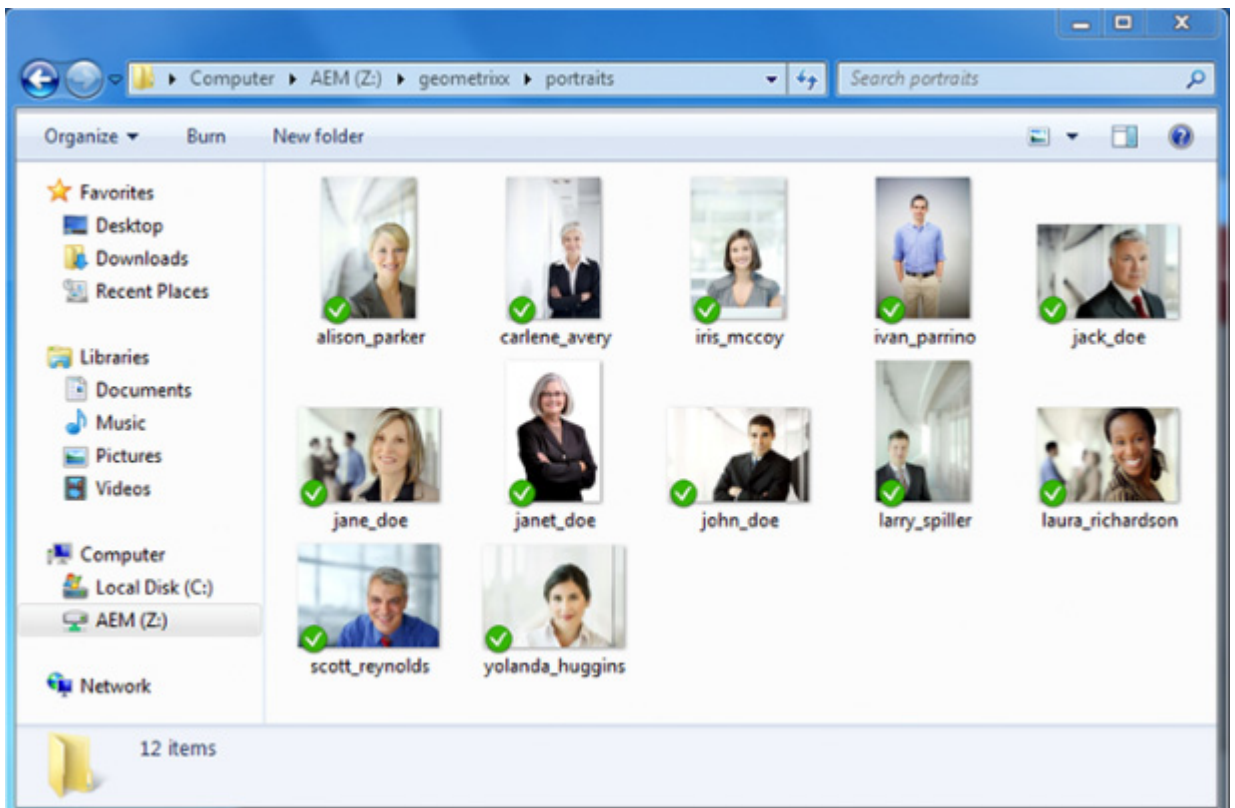 Computer AEM (Z:) geometrixx portraits Search portraits
Organize Burn New folder
Favorites
Desktop
Downloads
Recent Places
Libraries
Documents
Music
Pictures
Videos
Computer
Local Disk (C:)
AEM (Z:)
Network
alison_parker carlene_avery iris_mccoy ivan_parrino jack_doe
jane_doe janet_doe john_doe larry_spiller laura_richardson
scott_reynolds yolanda_huggins
12 items